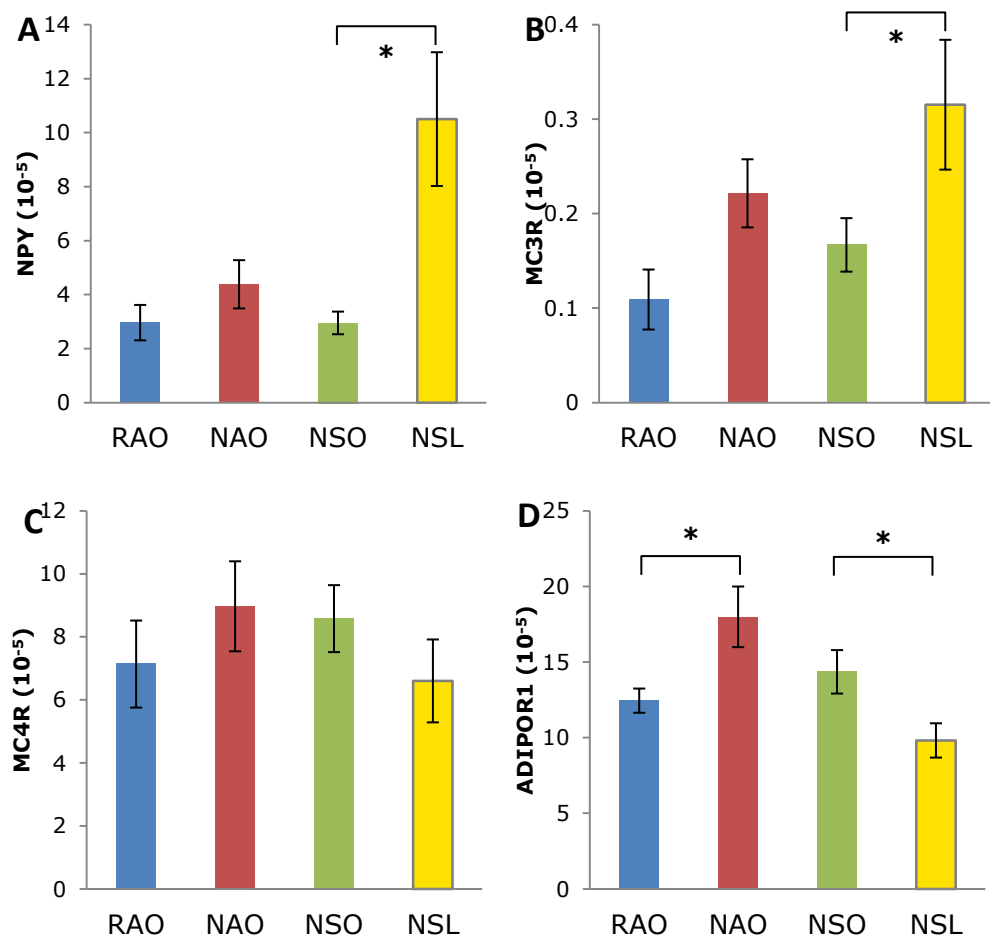 A
NPY (10⁻⁵)
14
12
10
8
6
4
2
0
*
RAO NAO NSO NSL
B
MC3R (10⁻⁵)
0.4
0.3
0.2
0.1
0
*
RAO NAO NSO NSL
C
MC4R (10⁻⁵)
12
10
8
6
4
2
0
RAO NAO NSO NSL
D
ADIPOR1 (10⁻⁵)
25
20
15
10
5
0
* *
RAO NAO NSO NSL